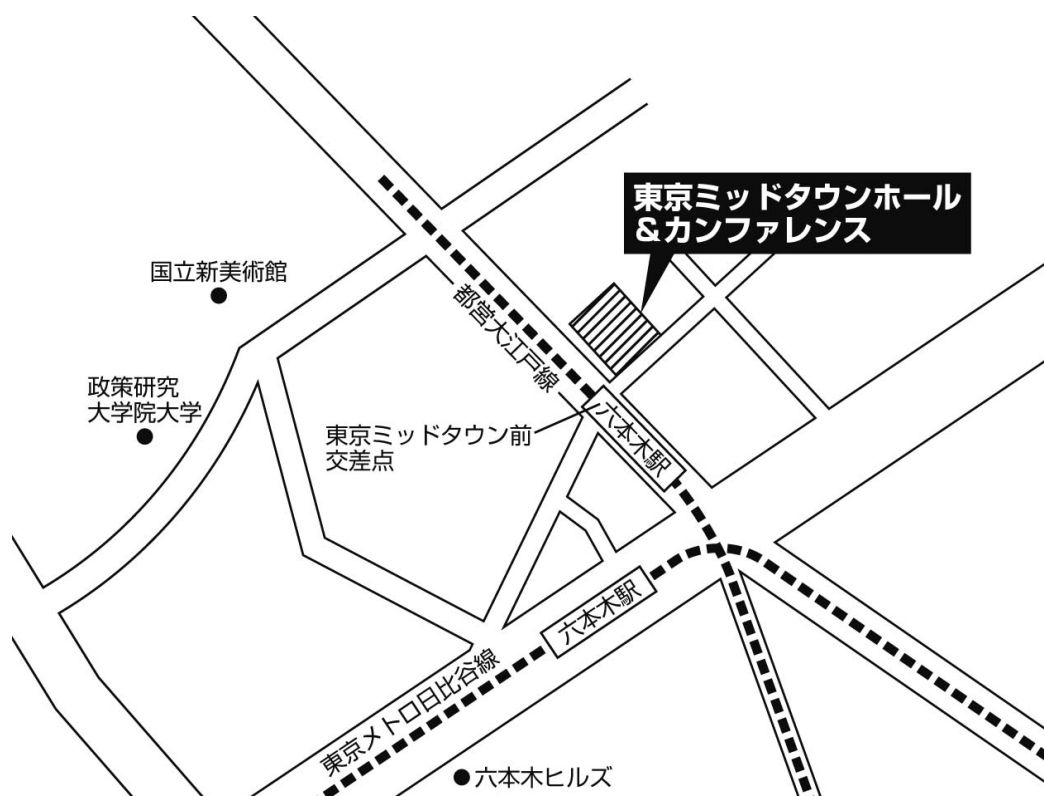 東京ミッドタウンホール
&カンファレンス
国立新美術館
都営大江戸線
政策研究
大学院大学
東京ミッドタウン前
交差点
六本木駅
六本木駅
東京メトロ日比谷線
六本木ヒルズ